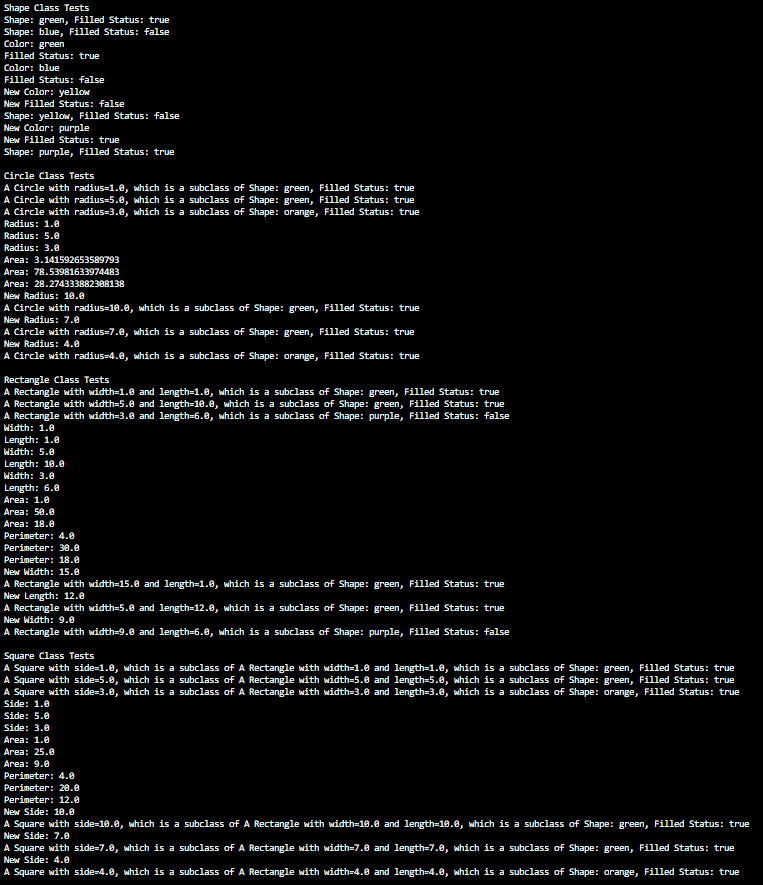 Shape Class Tests
Shape: green, Filled Status: true
Shape: blue, Filled Status: false
Color: green
Filled Status: true
Color: blue
Filled Status: false
New Color: yellow
New Filled Status: false
Shape: yellow, Filled Status: false
New Color: purple
New Filled Status: true
Shape: purple, Filled Status: true

Circle Class Tests
A Circle with radius=1.0, which is a subclass of Shape: green, Filled Status: true
A Circle with radius=5.0, which is a subclass of Shape: green, Filled Status: true
A Circle with radius=3.0, which is a subclass of Shape: orange, Filled Status: true
Radius: 1.0
Radius: 5.0
Radius: 3.0
Area: 3.141592653589793
Area: 78.53981633974483
Area: 28.274333882308138
New Radius: 10.0
A Circle with radius=10.0, which is a subclass of Shape: green, Filled Status: true
New Radius: 7.0
A Circle with radius=7.0, which is a subclass of Shape: green, Filled Status: true
New Radius: 4.0
A Circle with radius=4.0, which is a subclass of Shape: orange, Filled Status: true

Rectangle Class Tests
A Rectangle with width=1.0 and length=1.0, which is a subclass of Shape: green, Filled Status: true
A Rectangle with width=5.0 and length=10.0, which is a subclass of Shape: green, Filled Status: true
A Rectangle with width=3.0 and length=6.0, which is a subclass of Shape: purple, Filled Status: false
Width: 1.0
Length: 1.0
Width: 5.0
Length: 10.0
Width: 3.0
Length: 6.0
Area: 1.0
Area: 50.0
Area: 18.0
Perimeter: 4.0
Perimeter: 30.0
Perimeter: 18.0
New Width: 15.0
A Rectangle with width=15.0 and length=1.0, which is a subclass of Shape: green, Filled Status: true
New Length: 12.0
A Rectangle with width=5.0 and length=12.0, which is a subclass of Shape: green, Filled Status: true
New Width: 9.0
A Rectangle with width=9.0 and length=6.0, which is a subclass of Shape: purple, Filled Status: false

Square Class Tests
A Square with side=1.0, which is a subclass of A Rectangle with width=1.0 and length=1.0, which is a subclass of Shape: green, Filled Status: true
A Square with side=5.0, which is a subclass of A Rectangle with width=5.0 and length=5.0, which is a subclass of Shape: green, Filled Status: true
A Square with side=3.0, which is a subclass of A Rectangle with width=3.0 and length=3.0, which is a subclass of Shape: orange, Filled Status: true
Side: 1.0
Side: 5.0
Side: 3.0
Area: 1.0
Area: 25.0
Area: 9.0
Perimeter: 4.0
Perimeter: 20.0
Perimeter: 12.0
New Side: 10.0
A Square with side=10.0, which is a subclass of A Rectangle with width=10.0 and length=10.0, which is a subclass of Shape: green, Filled Status: true
New Side: 7.0
A Square with side=7.0, which is a subclass of A Rectangle with width=7.0 and length=7.0, which is a subclass of Shape: green, Filled Status: true
New Side: 4.0
A Square with side=4.0, which is a subclass of A Rectangle with width=4.0 and length=4.0, which is a subclass of Shape: orange, Filled Status: true